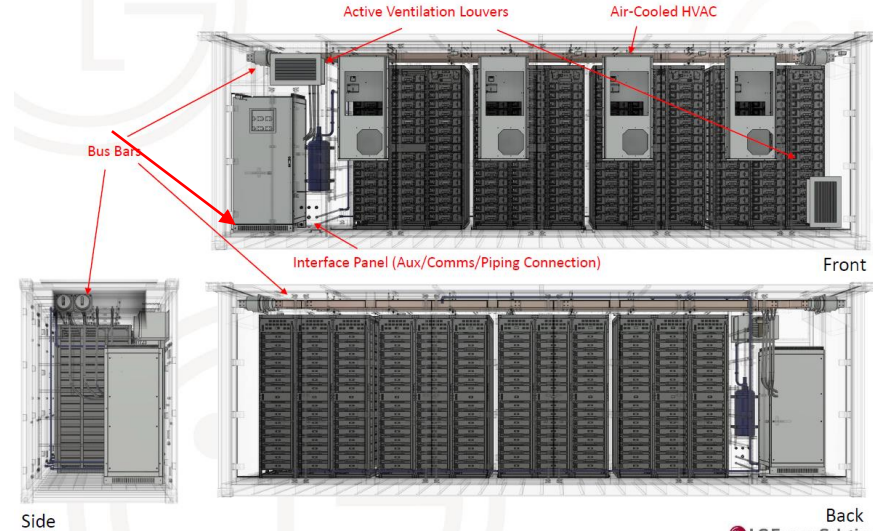 Active Ventilation Louvers
Air-Cooled HVAC
Bus Bars
Interface Panel (Aux/Comms/Piping Connection)
Front
Side
Back